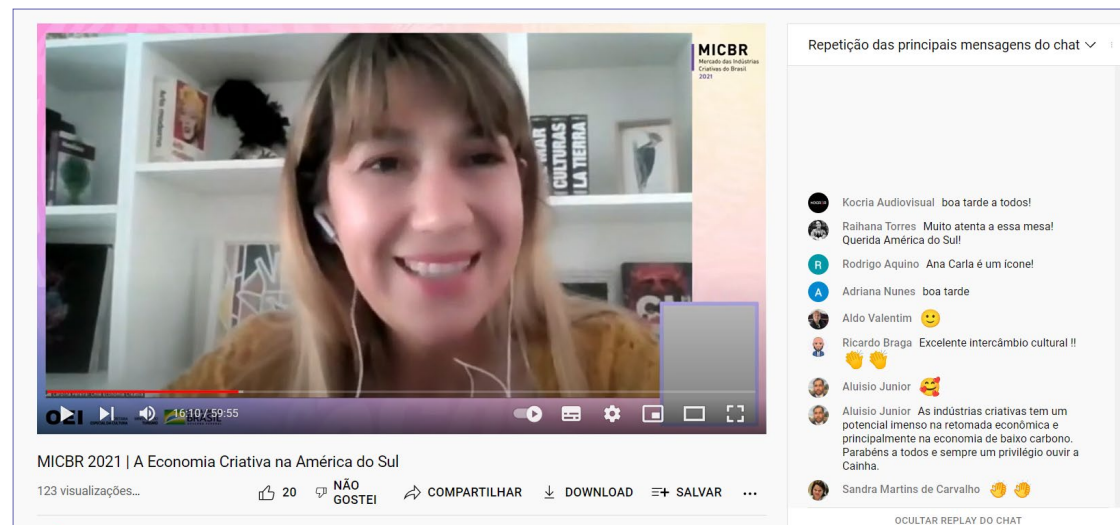 MICBR
Mercado das Indústrias
Criativas do Brasil
2021
Arte moderno
MAR
CULTURAS
LA TIERRA
16:10 / 59:55
OEI
BRASIL
MICBR 2021 | A Economia Criativa na América do Sul
123 visualizações…
20
NÃO
GOSTEI
COMPARTILHAR
DOWNLOAD
SALVAR
Repetição das principais mensagens do chat
Kocria Audiovisual boa tarde a todos!
Raihana Torres Muito atenta a essa mesa!
Querida América do Sul!
Rodrigo Aquino Ana Carla é um ícone!
Adriana Nunes boa tarde
Aldo Valentim 🙂
Ricardo Braga Excelente intercâmbio cultural !!
👏 👏
Aluisio Junior 🥰
Aluisio Junior As indústrias criativas tem um
potencial imenso na retomada econômica e
principalmente na economia de baixo carbono.
Parabéns a todos e sempre um privilégio ouvir a
Cainha.
Sandra Martins de Carvalho 👏 👏
OCULTAR REPLAY DO CHAT